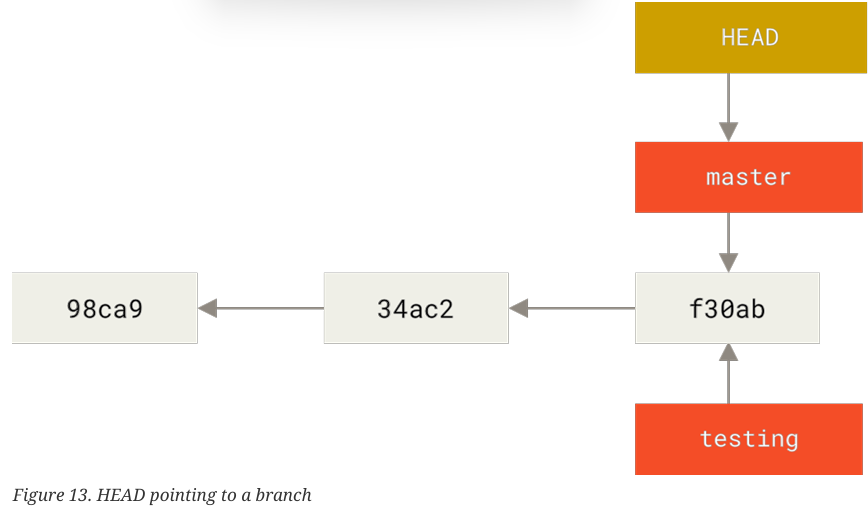 HEAD
master
98ca9
34ac2
f30ab
testing
Figure 13. HEAD pointing to a branch